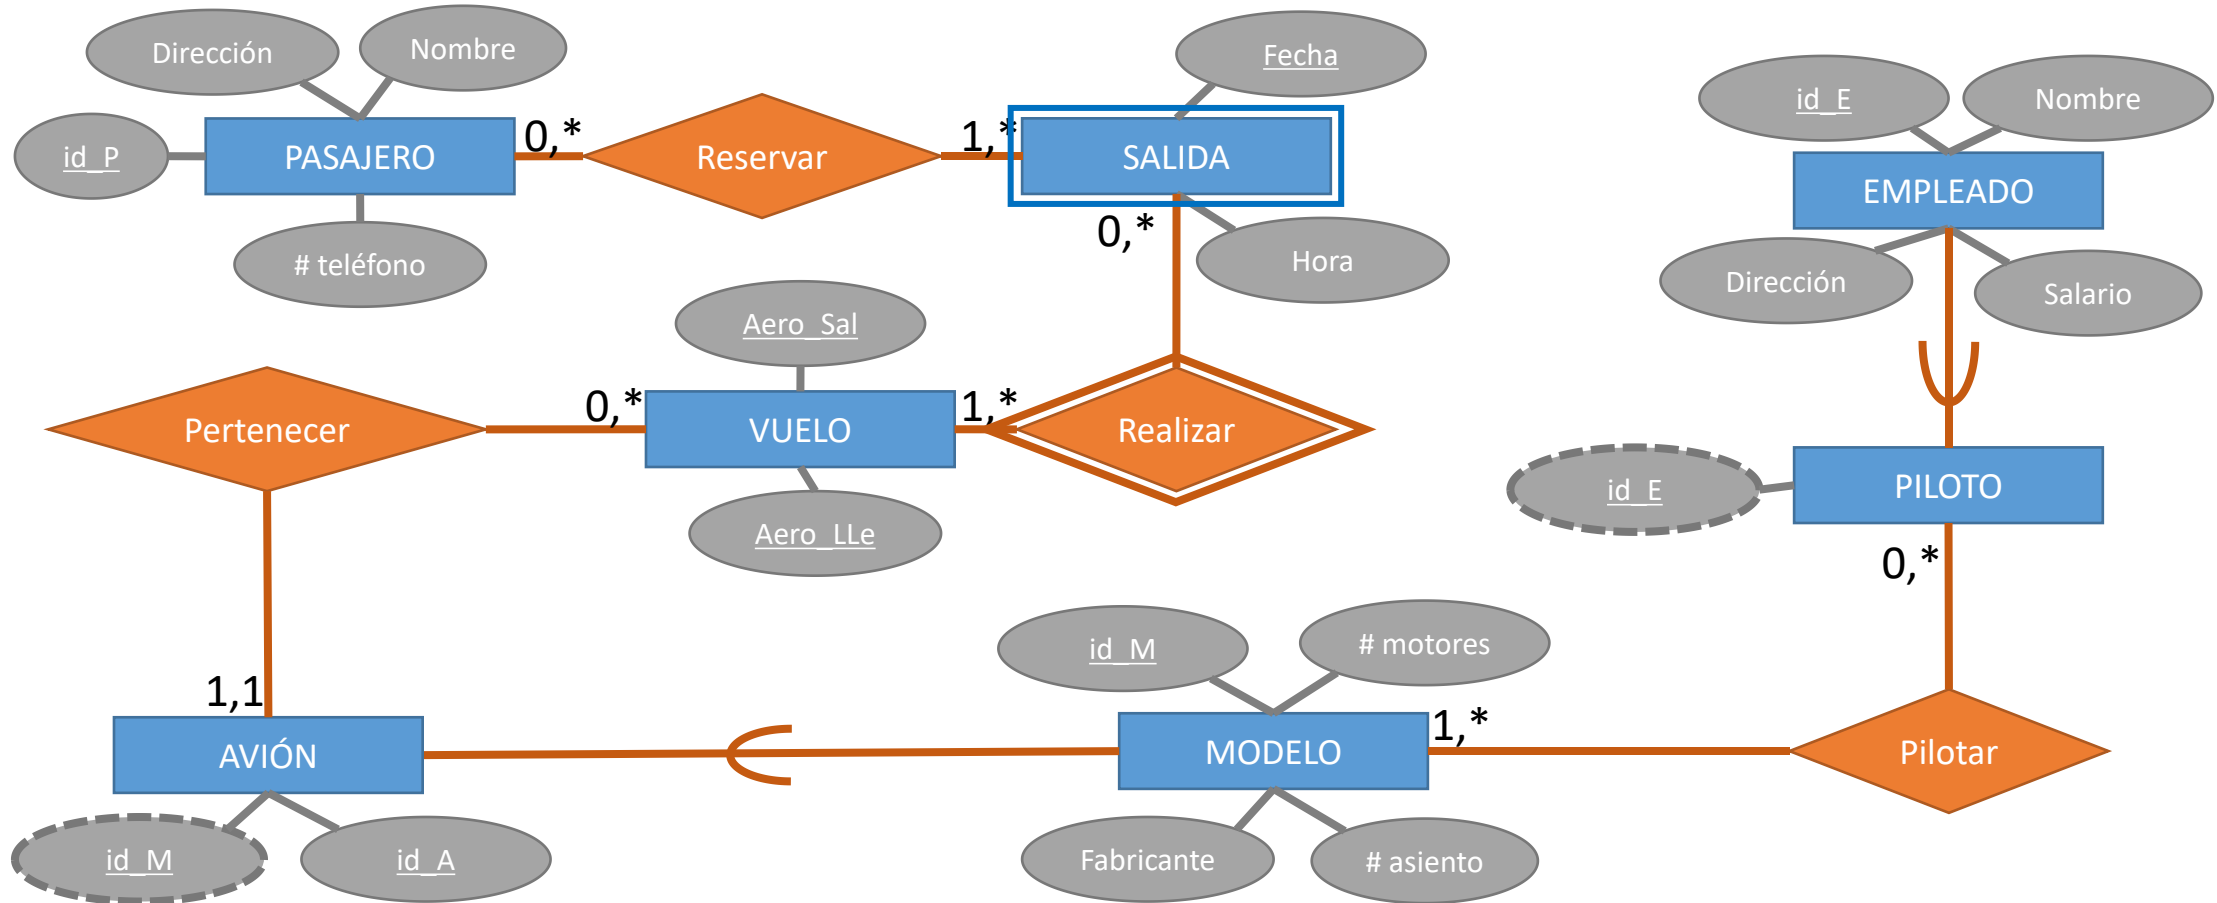 Dirección
Nombre
Fecha
id_E
Nombre
id_P
PASAJERO
0,*
Reservar
1,*
SALIDA
EMPLEADO
# teléfono
0,*
Hora
Dirección
Salario
Aero_Sal
Pertenecer
0,*
VUELO
1,*
Realizar
id_E
PILOTO
Aero_LLe
0,*
id_M
# motores
1,1
AVIÓN
MODELO
1,*
Pilotar
id_M
id_A
Fabricante
# asiento